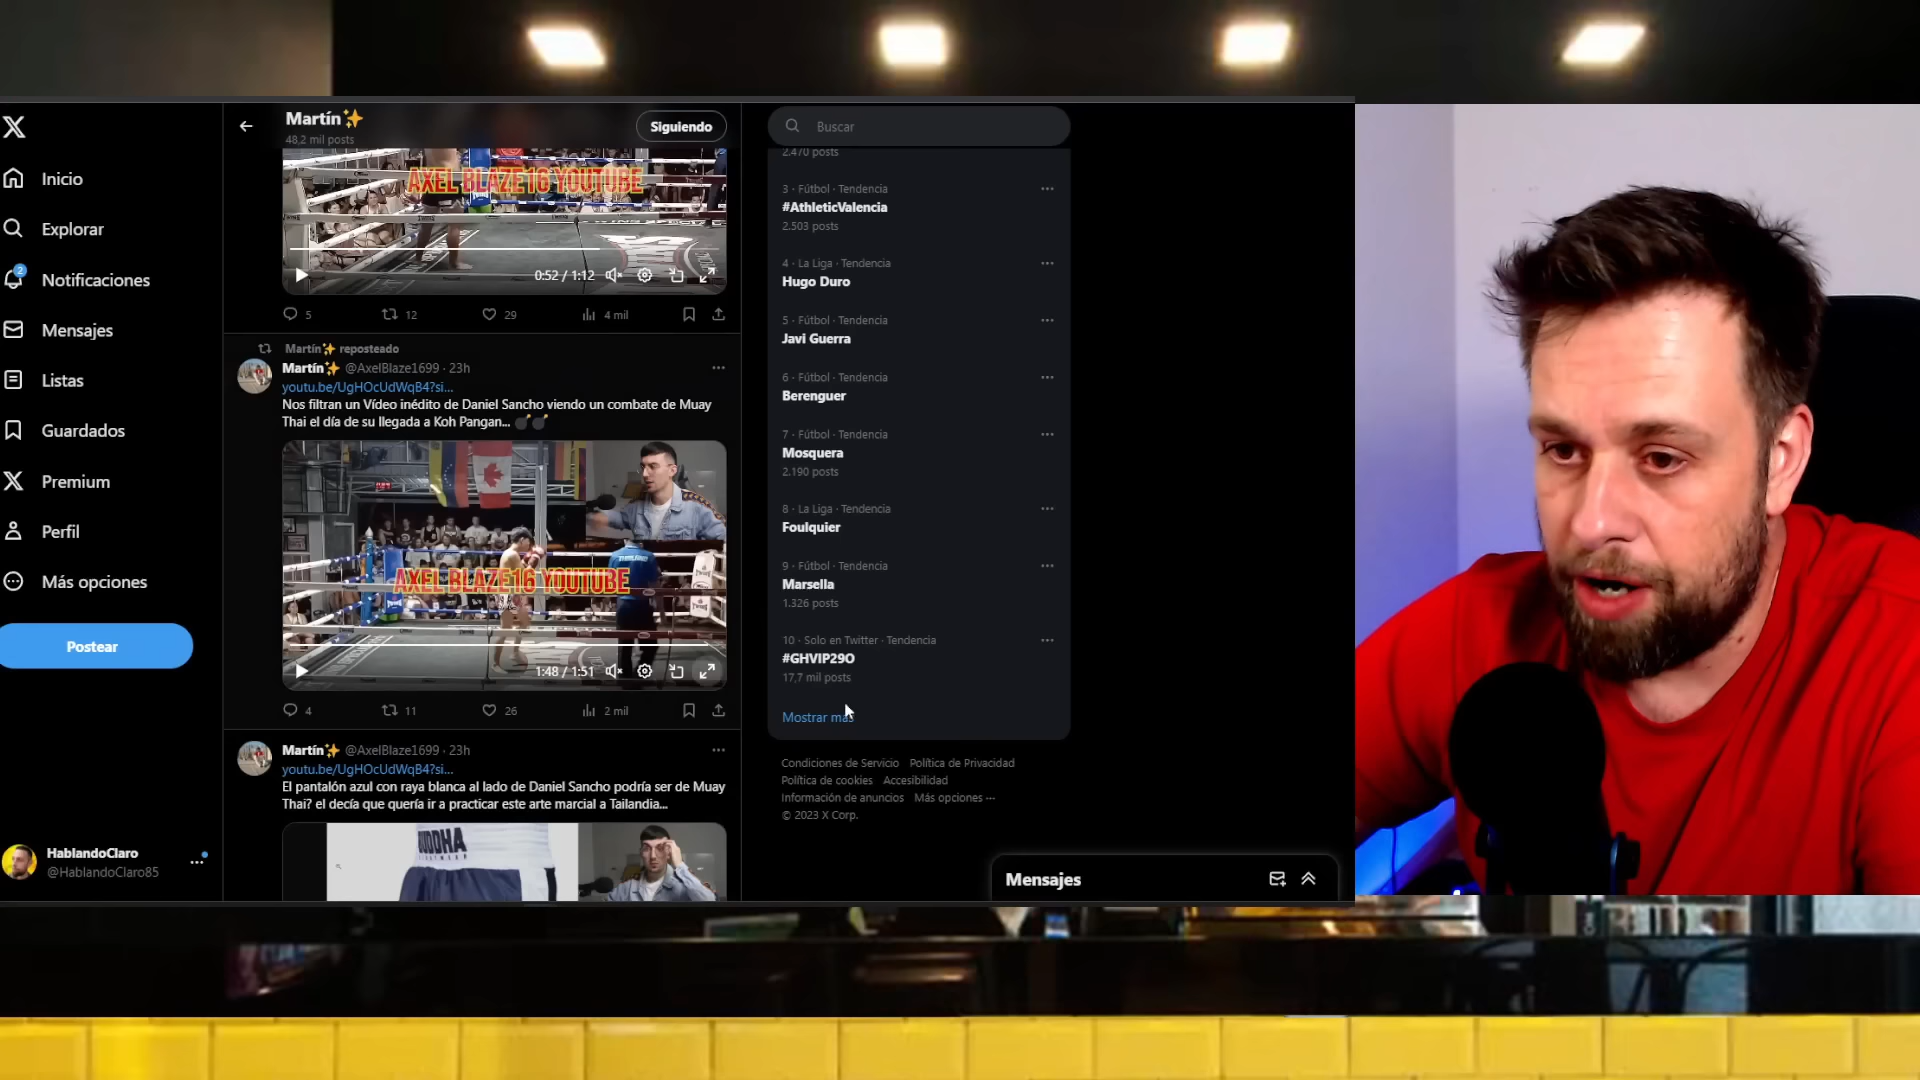 Inicio
Explorar
2
Notificaciones
Mensajes
Listas
Guardados
Premium
Perfil
Más opciones
Postear
HablandoClaro
@HablandoClaro85
Martín✨
48,2 mil posts
Siguiendo
AXEL BLAZE16 YOUTUBE
0:52 / 1:12
5
12
29
4 mil
Martín✨ reposteado
Martín✨ @AxelBlaze1699 · 23h
youtu.be/UgHOcUdWqB4?si...
Nos filtran un Vídeo inédito de Daniel Sancho viendo un combate de Muay
Thai el día de su llegada a Koh Pangan... 💣💣
AXEL BLAZE16 YOUTUBE
1:48 / 1:51
4
11
26
2 mil
Martín✨ @AxelBlaze1699 · 23h
youtu.be/UgHOcUdWqB4?si...
El pantalón azul con raya blanca al lado de Daniel Sancho podría ser de Muay
Thai? el decía que quería ir a practicar este arte marcial a Tailandia...
BUDDHA
Buscar
2.470 posts
3 · Fútbol · Tendencia
#AthleticValencia
2.503 posts
4 · La Liga · Tendencia
Hugo Duro
5 · Fútbol · Tendencia
Javi Guerra
6 · Fútbol · Tendencia
Berenguer
7 · Fútbol · Tendencia
Mosquera
2.190 posts
8 · La Liga · Tendencia
Foulquier
9 · Fútbol · Tendencia
Marsella
1.326 posts
10 · Solo en Twitter · Tendencia
#GHVIP29O
17,7 mil posts
Mostrar más
Condiciones de Servicio Política de Privacidad
Política de cookies Accesibilidad
Información de anuncios Más opciones ···
© 2023 X Corp.
Mensajes